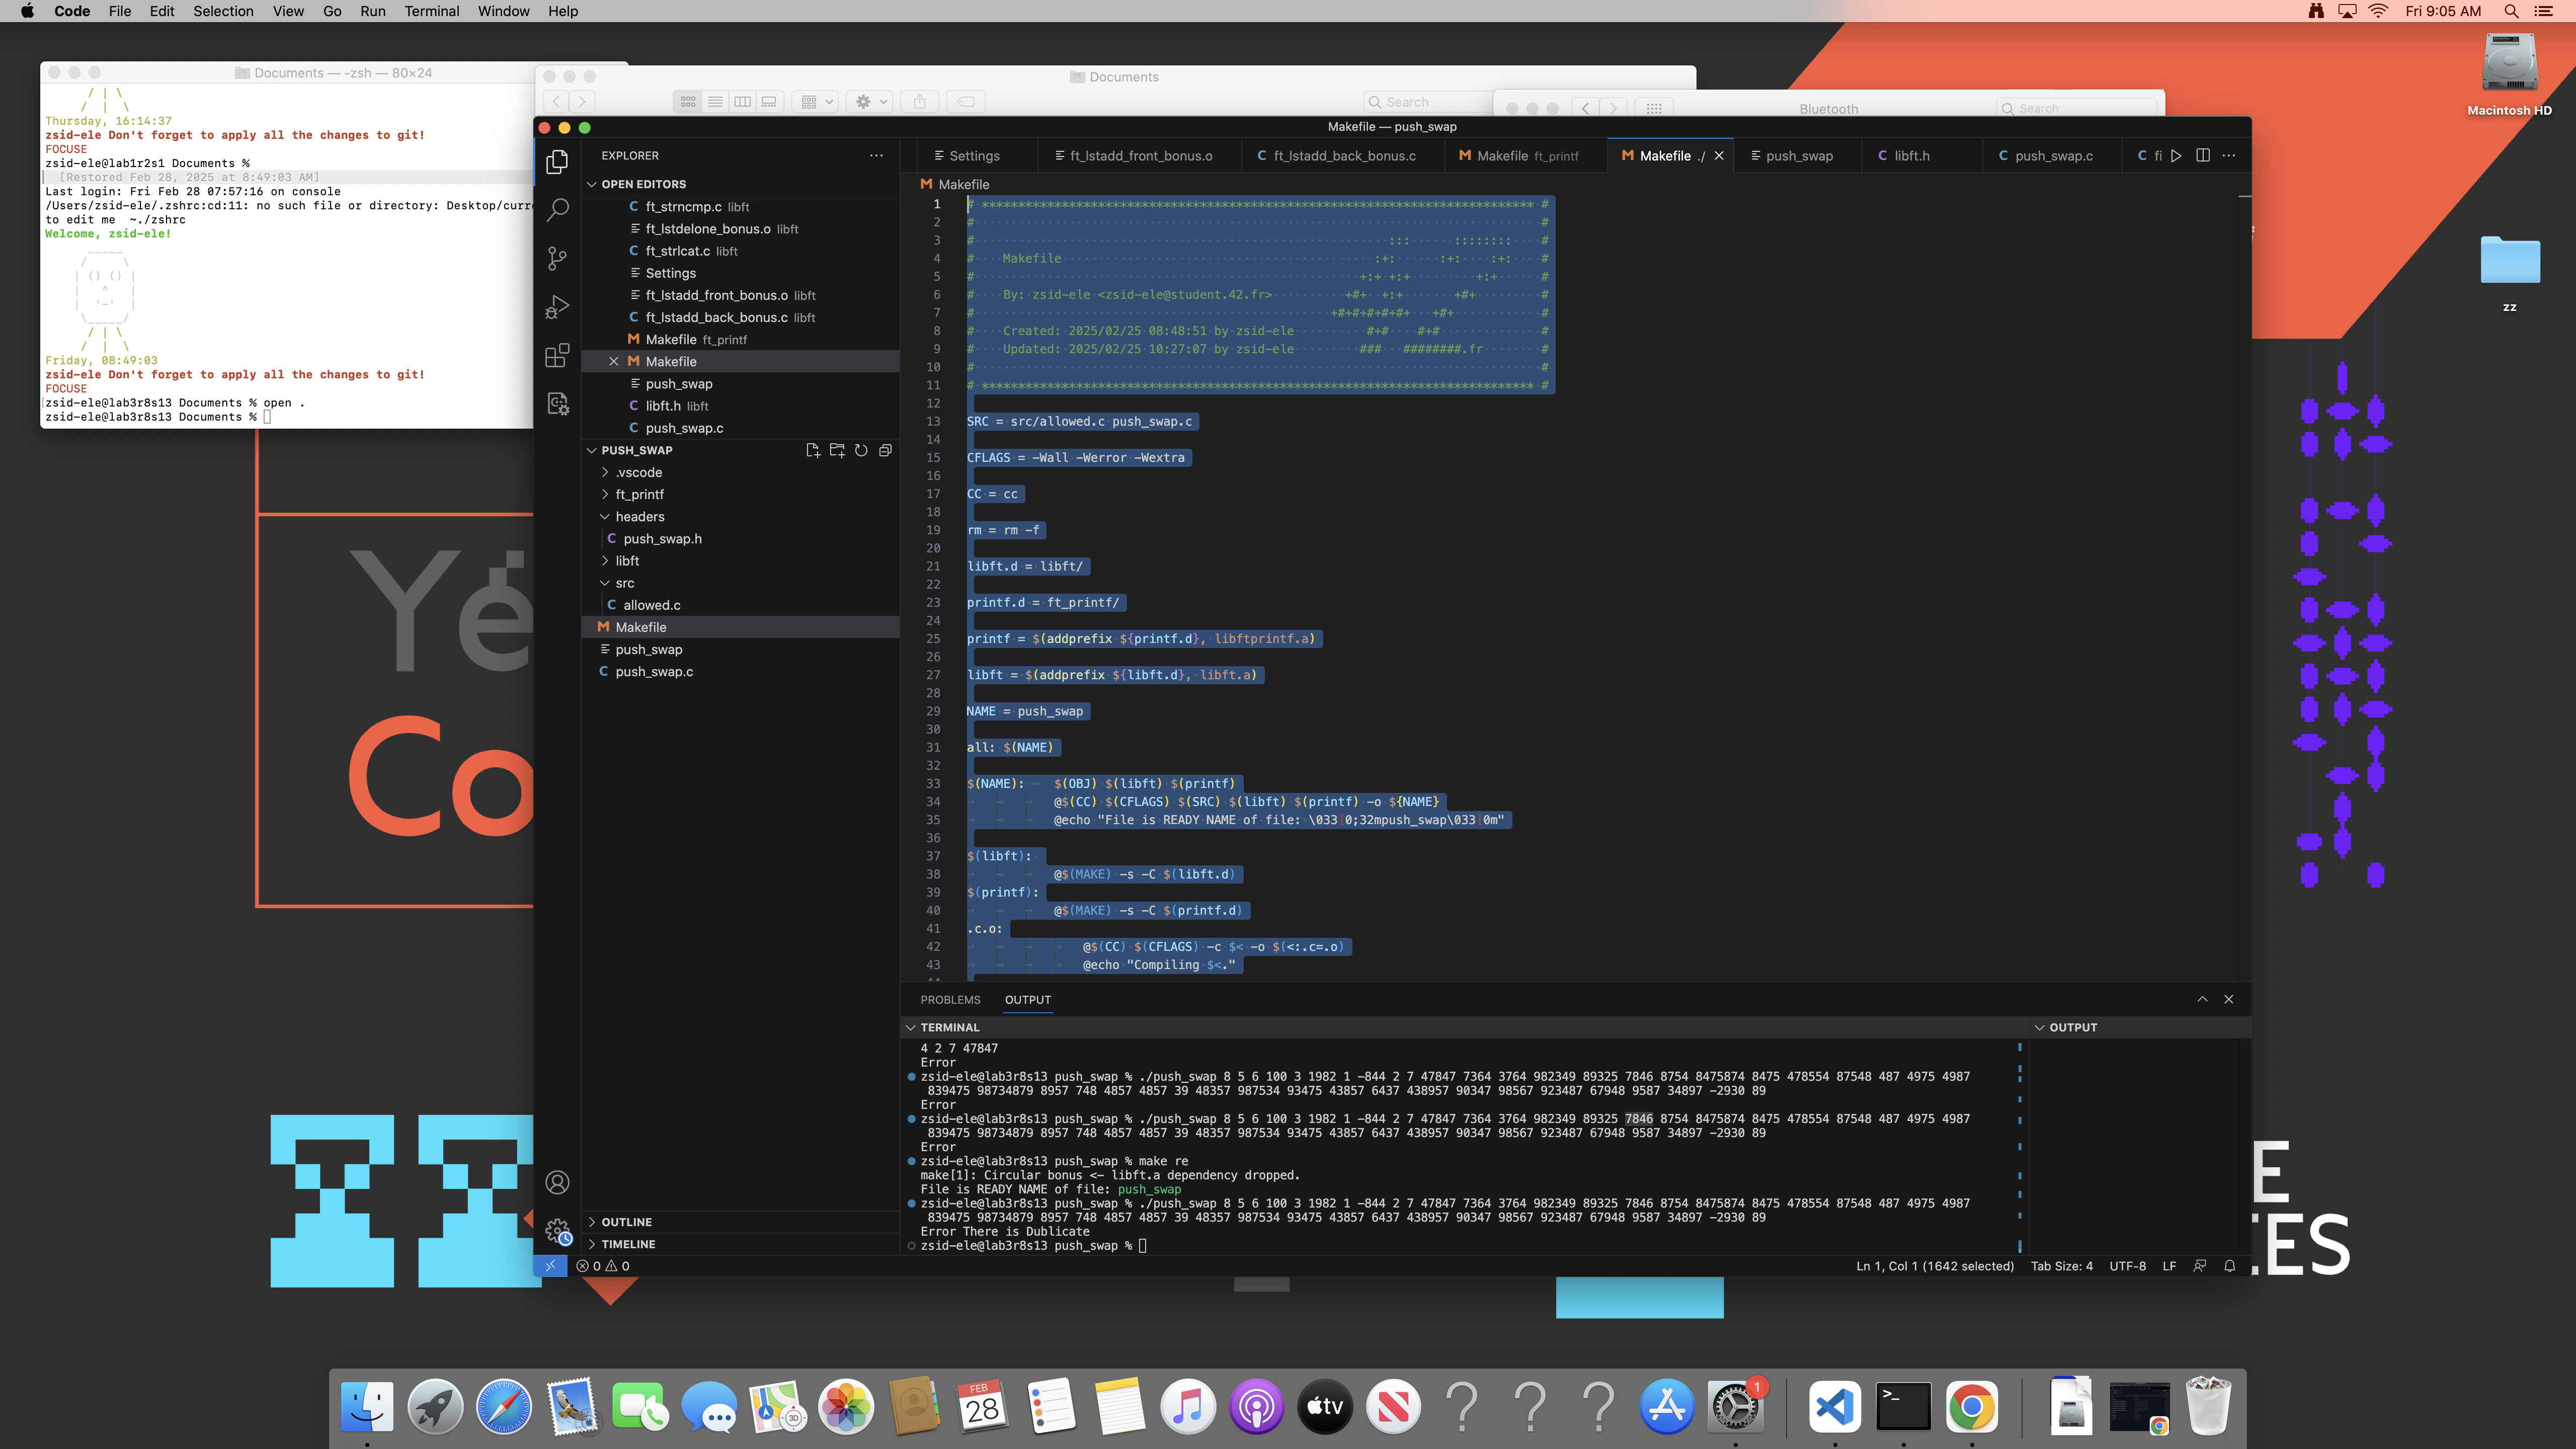 Code File Edit Selection View Go Run Terminal Window Help
Fri 9:05 AM
Documents — -zsh — 80×24
/ | \
/ | \
Thursday, 16:14:37
zsid-ele Don't forget to apply all the changes to git!
FOCUSE
zsid-ele@lab1r2s1 Documents %
[Restored Feb 28, 2025 at 8:49:03 AM]
Last login: Fri Feb 28 07:57:16 on console
/Users/zsid-ele/.zshrc:cd:11: no such file or directory: Desktop/curr
to edit me ~./zshrc
Welcome, zsid-ele!
_____
/ \
| () () |
| ^ |
| '-' |
\_____/
/ | \
/ | \
Friday, 08:49:03
zsid-ele Don't forget to apply all the changes to git!
FOCUSE
[zsid-ele@lab3r8s13 Documents % open .
zsid-ele@lab3r8s13 Documents %
Documents
Search
Bluetooth
Search
Macintosh HD
zz
Makefile — push_swap
EXPLORER
OPEN EDITORS
C ft_strncmp.c libft
ft_lstdelone_bonus.o libft
C ft_strlcat.c libft
Settings
ft_lstadd_front_bonus.o libft
C ft_lstadd_back_bonus.c libft
M Makefile ft_printf
M Makefile
push_swap
C libft.h libft
C push_swap.c
PUSH_SWAP
.vscode
ft_printf
headers
C push_swap.h
libft
src
C allowed.c
M Makefile
push_swap
C push_swap.c
OUTLINE
TIMELINE
Settings
ft_lstadd_front_bonus.o
C ft_lstadd_back_bonus.c
M Makefile ft_printf
M Makefile ./
push_swap
C libft.h
C push_swap.c
C fi
M Makefile
1 # **************************************************************************** #
2 # #
3 # ::: :::::::: #
4 # Makefile :+: :+: :+: #
5 # +:+ +:+ +:+ #
6 # By: zsid-ele <zsid-ele@student.42.fr> +#+ +:+ +#+ #
7 # +#+#+#+#+#+ +#+ #
8 # Created: 2025/02/25 08:48:51 by zsid-ele #+# #+# #
9 # Updated: 2025/02/25 10:27:07 by zsid-ele ### ########.fr #
10 # #
11 # **************************************************************************** #
12
13 SRC = src/allowed.c push_swap.c
14
15 CFLAGS = -Wall -Werror -Wextra
16
17 CC = cc
18
19 rm = rm -f
20
21 libft.d = libft/
22
23 printf.d = ft_printf/
24
25 printf = $(addprefix ${printf.d}, libftprintf.a)
26
27 libft = $(addprefix ${libft.d}, libft.a)
28
29 NAME = push_swap
30
31 all: $(NAME)
32
33 $(NAME): $(OBJ) $(libft) $(printf)
34 @$(CC) $(CFLAGS) $(SRC) $(libft) $(printf) -o ${NAME}
35 @echo "File is READY NAME of file: \033[0;32mpush_swap\033[0m"
36
37 $(libft):
38 @$(MAKE) -s -C $(libft.d)
39 $(printf):
40 @$(MAKE) -s -C $(printf.d)
41 .c.o:
42 @$(CC) $(CFLAGS) -c $< -o $(<:.c=.o)
43 @echo "Compiling $<."
PROBLEMS OUTPUT
TERMINAL
OUTPUT
4 2 7 47847
Error
zsid-ele@lab3r8s13 push_swap % ./push_swap 8 5 6 100 3 1982 1 -844 2 7 47847 7364 3764 982349 89325 7846 8754 8475874 8475 478554 87548 487 4975 4987
839475 98734879 8957 748 4857 4857 39 48357 987534 93475 43857 6437 438957 90347 98567 923487 67948 9587 34897 -2930 89
Error
zsid-ele@lab3r8s13 push_swap % ./push_swap 8 5 6 100 3 1982 1 -844 2 7 47847 7364 3764 982349 89325 7846 8754 8475874 8475 478554 87548 487 4975 4987
839475 98734879 8957 748 4857 4857 39 48357 987534 93475 43857 6437 438957 90347 98567 923487 67948 9587 34897 -2930 89
Error
zsid-ele@lab3r8s13 push_swap % make re
make[1]: Circular bonus <- libft.a dependency dropped.
File is READY NAME of file: push_swap
zsid-ele@lab3r8s13 push_swap % ./push_swap 8 5 6 100 3 1982 1 -844 2 7 47847 7364 3764 982349 89325 7846 8754 8475874 8475 478554 87548 487 4975 4987
839475 98734879 8957 748 4857 4857 39 48357 987534 93475 43857 6437 438957 90347 98567 923487 67948 9587 34897 -2930 89
Error There is Dublicate
zsid-ele@lab3r8s13 push_swap %
0 0
Ln 1, Col 1 (1642 selected) Tab Size: 4 UTF-8 LF
Yë
Co
E
ES
FEB
28
3D
tv
1
>_